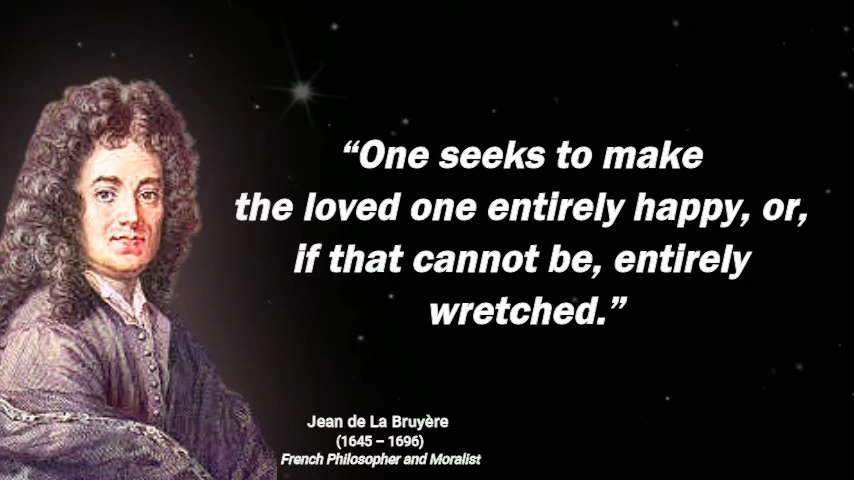 “One seeks to make
the loved one entirely happy, or,
if that cannot be, entirely
wretched.”
Jean de La Bruyère
(1645 – 1696)
French Philosopher and Moralist